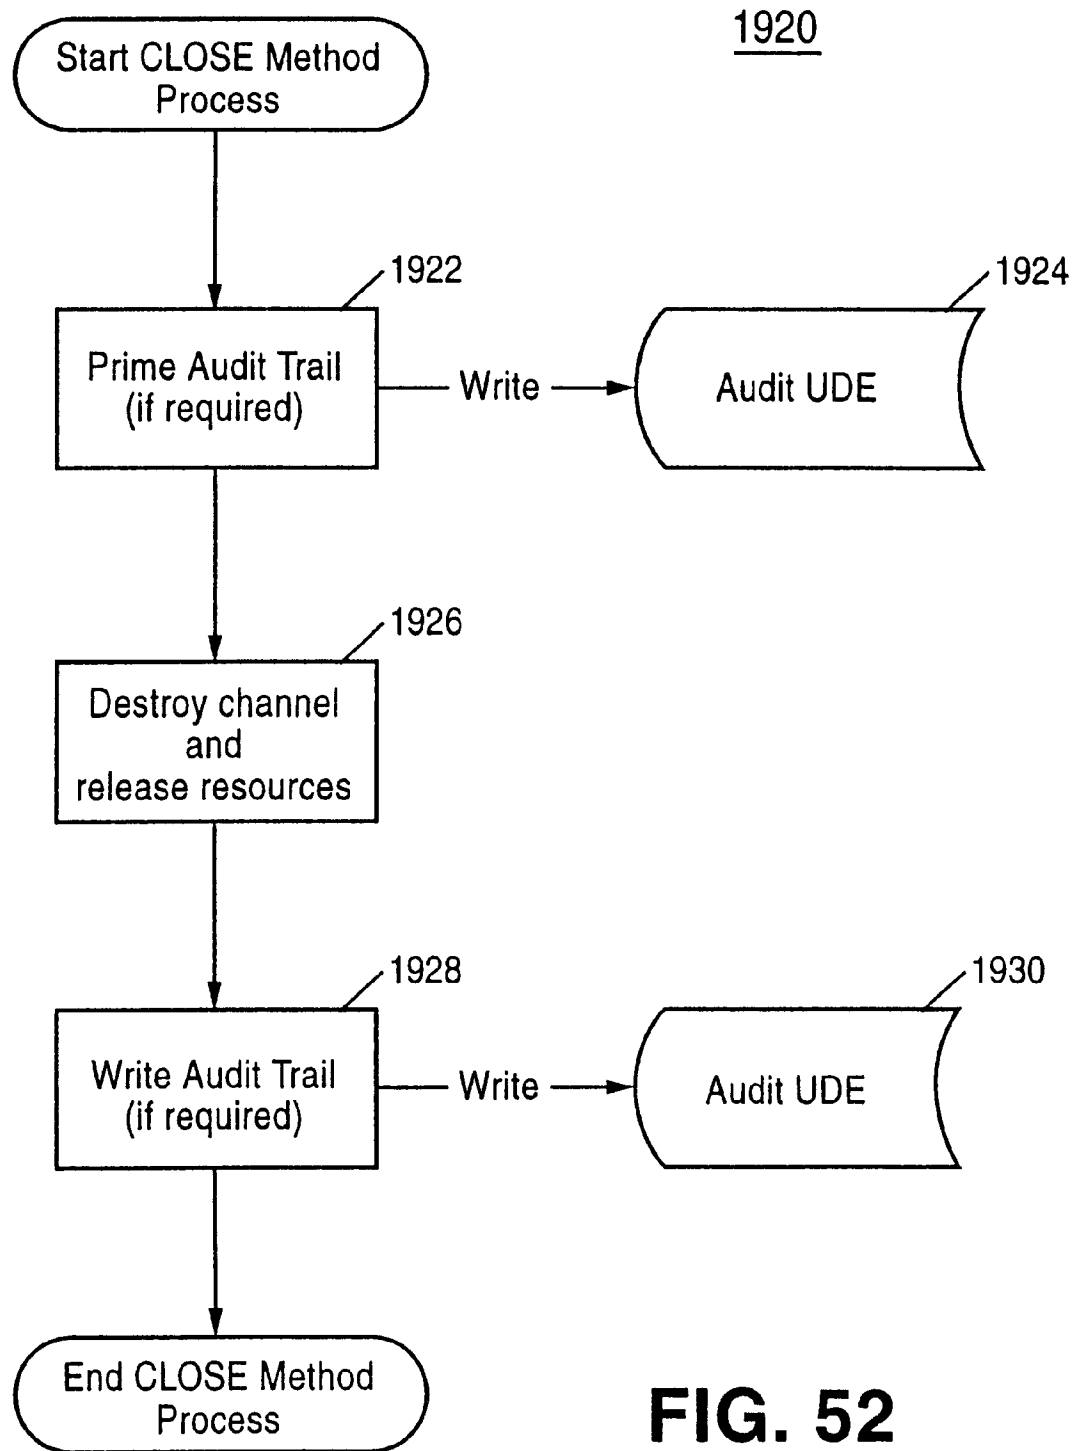 1920
Start CLOSE Method
Process
1922
1924
Prime Audit Trail
(if required)
Write
Audit UDE
1926
Destroy channel
and
release resources
1928
1930
Write Audit Trail
(if required)
Write
Audit UDE
End CLOSE Method
Process
FIG. 52